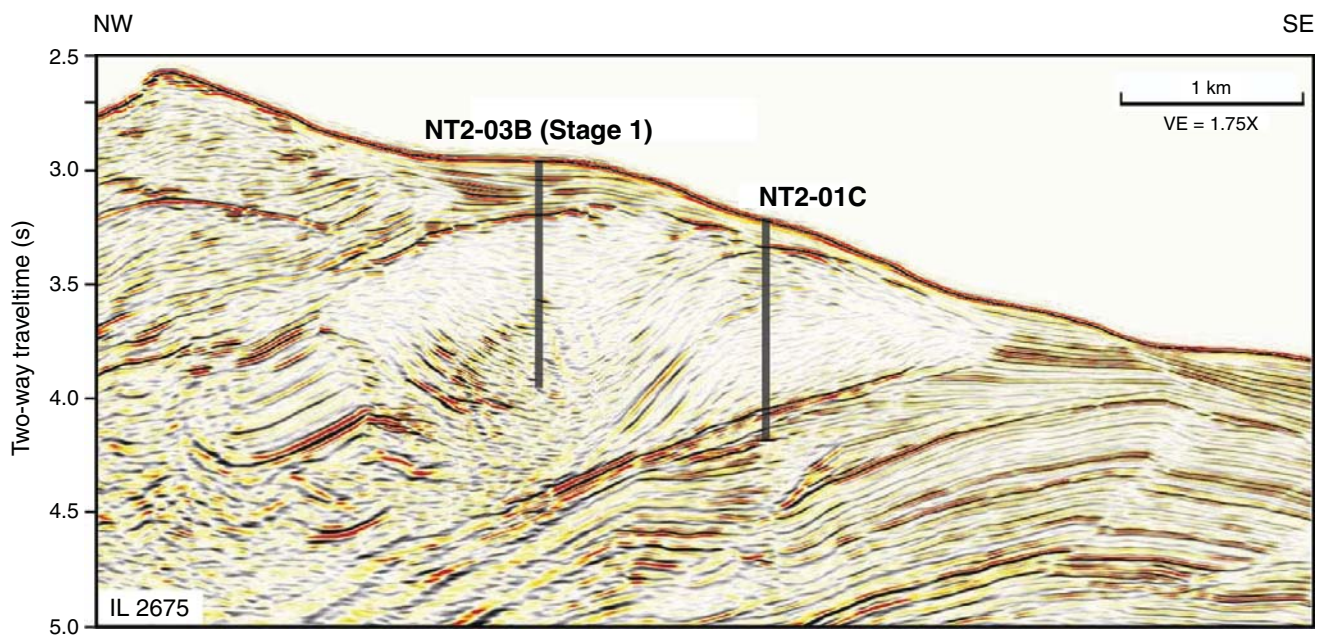 NW
SE
2.5
1 km
VE = 1.75X
NT2-03B (Stage 1)
3.0
NT2-01C
Two-way traveltime (s)
3.5
4.0
4.5
IL 2675
5.0